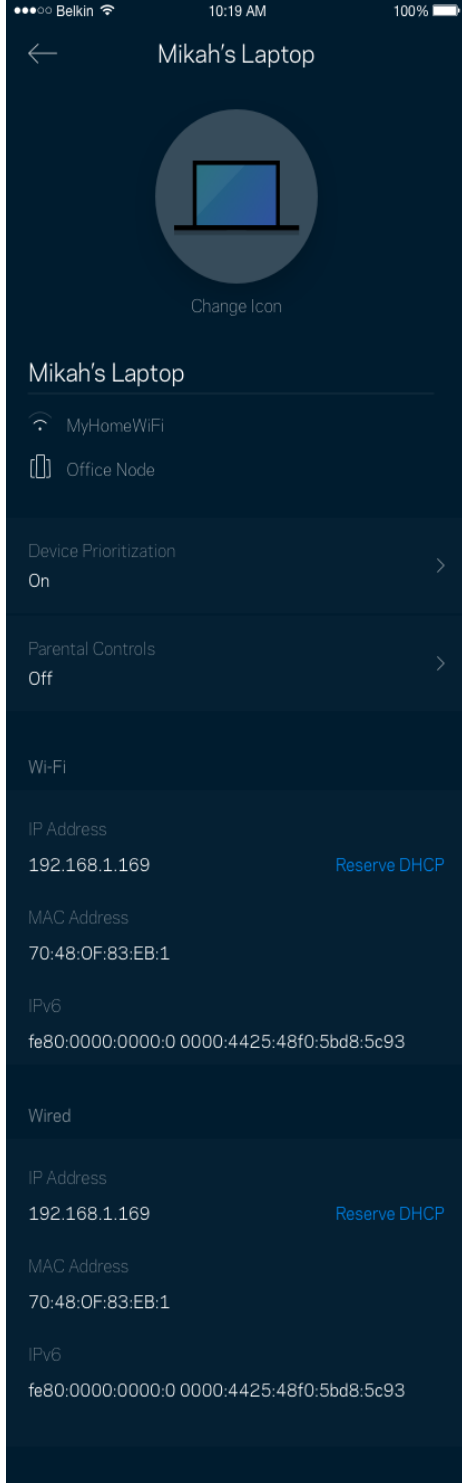 Belkin 10:19 AM 100%
Mikah's Laptop
Change Icon
Mikah's Laptop
MyHomeWiFi
Office Node
Device Prioritization
On
Parental Controls
Off
Wi-Fi
IP Address
192.168.1.169 Reserve DHCP
MAC Address
70:48:0F:83:EB:1
IPv6
fe80:0000:0000:0 0000:4425:48f0:5bd8:5c93
Wired
IP Address
192.168.1.169 Reserve DHCP
MAC Address
70:48:0F:83:EB:1
IPv6
fe80:0000:0000:0 0000:4425:48f0:5bd8:5c93